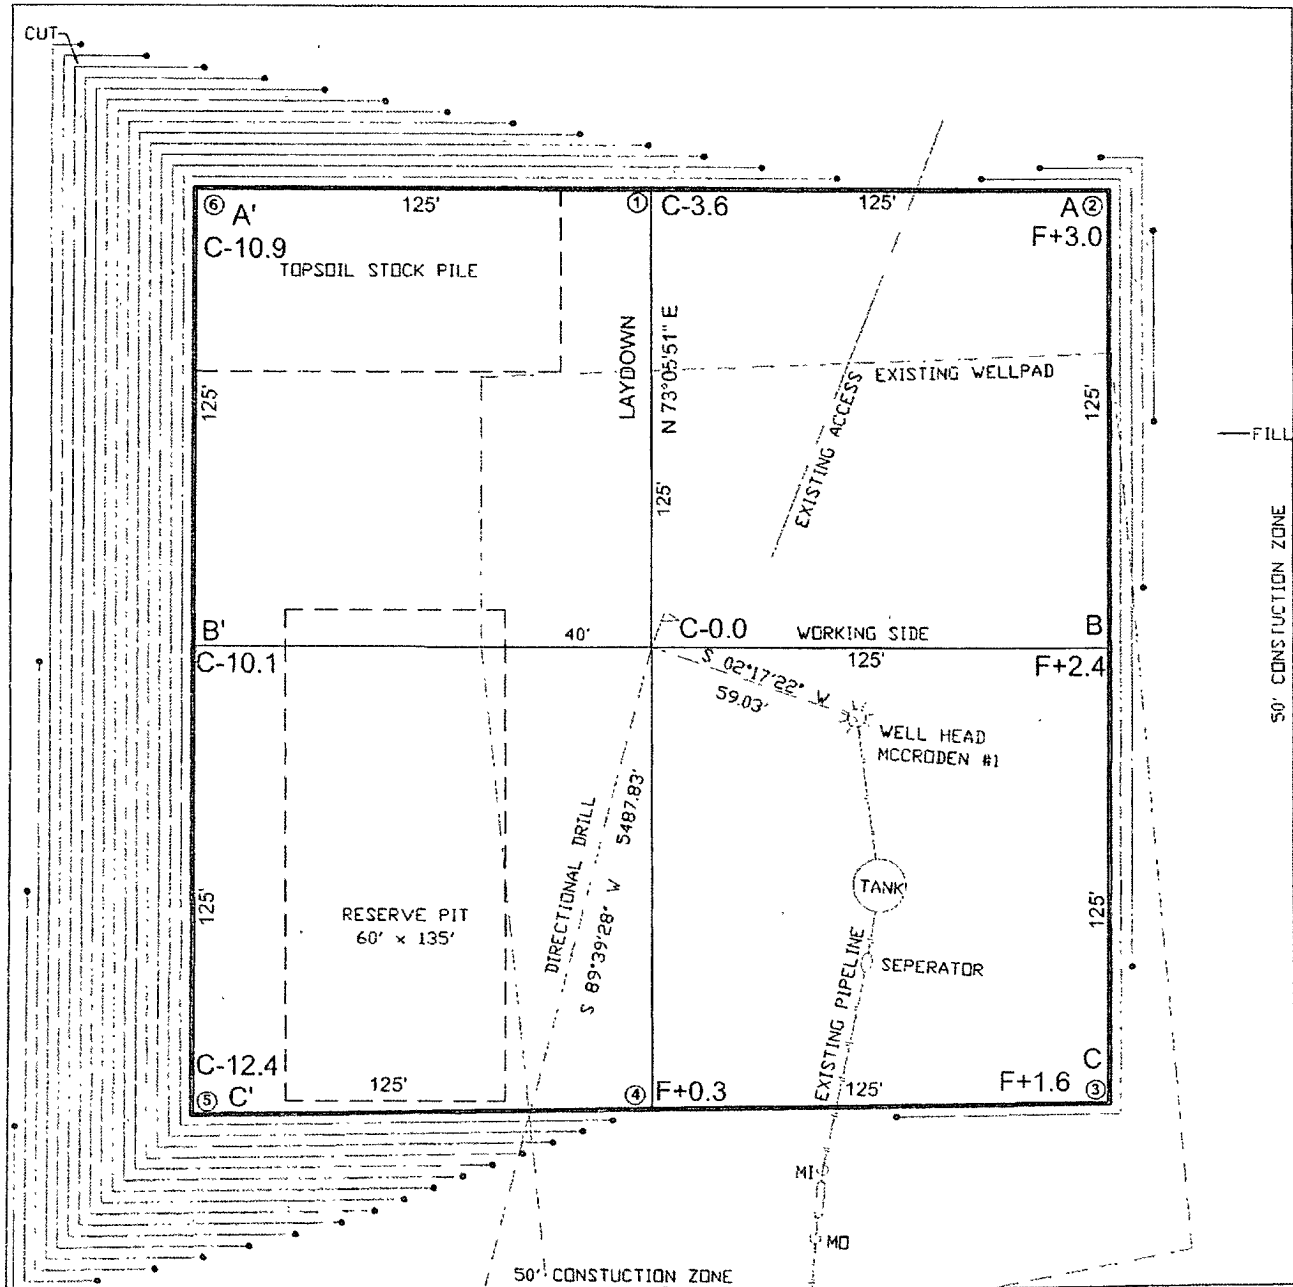 CUT
⑥ A' 125' ① C-3.6 125' A ②
C-10.9 F+3.0
TOPSOIL STOCK PILE
LAYDOWN
N 73°05'51" E
125'
125'
125'
EXISTING WELLPAD
EXISTING ACCESS
FILL
50' CONSTUCTION ZONE
B' 40' C-0.0 WORKING SIDE B
C-10.1 125' F+2.4
S 02°17'22" W
59.03'
WELL HEAD
MCCRODEN #1
DIRECTIONAL DRILL
S 89°39'28" W 5487.83'
TANK
RESERVE PIT
60' x 135'
125'
125'
SEPERATOR
EXISTING PIPELINE
C-12.4 C
⑤ C' 125' ④ F+0.3 125' F+1.6 ③
MI
MO
50' CONSTUCTION ZONE